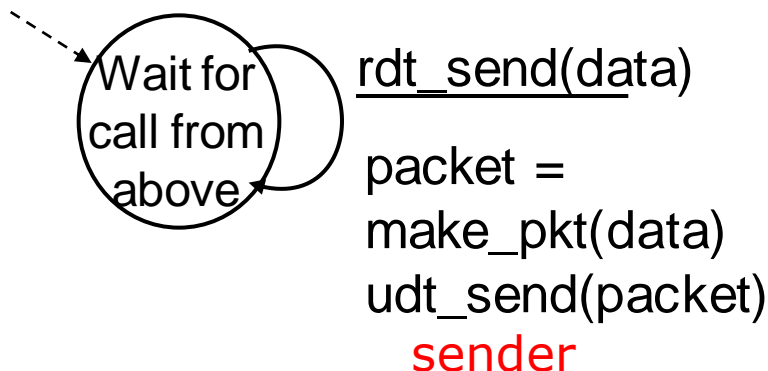 Wait for
call from
above
rdt_send(data)
packet =
make_pkt(data)
udt_send(packet)
sender